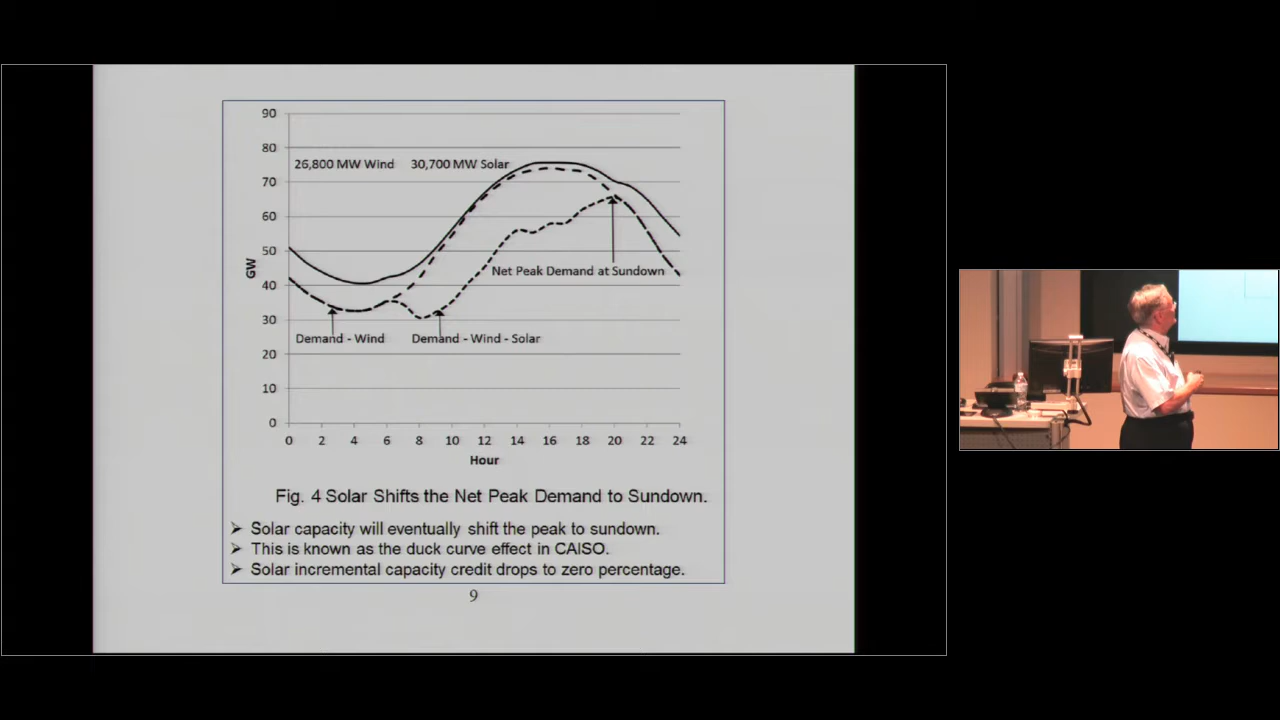 90
80
26,800 MW Wind 30,700 MW Solar
70
60
50
GW
Net Peak Demand at Sundown
40
30
Demand - Wind Demand - Wind - Solar
20
10
0
0 2 4 6 8 10 12 14 16 18 20 22 24
Hour
Fig. 4 Solar Shifts the Net Peak Demand to Sundown.
➢ Solar capacity will eventually shift the peak to sundown.
➢ This is known as the duck curve effect in CAISO.
➢ Solar incremental capacity credit drops to zero percentage.
9